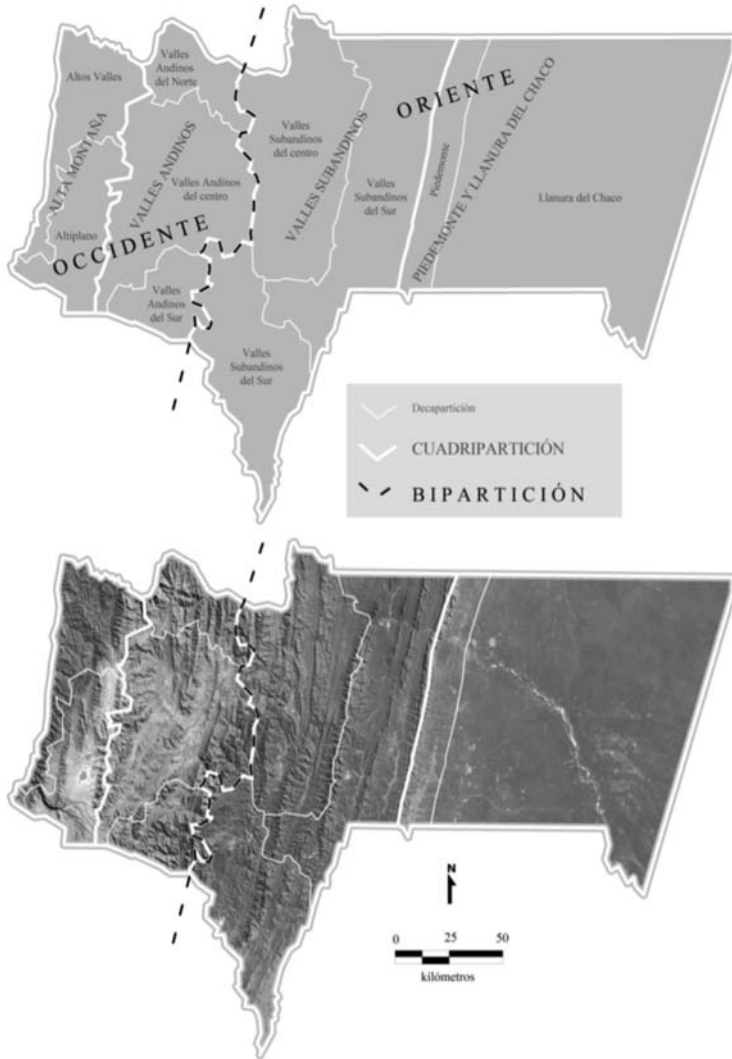 Altos Valles
Valles
Andinos
del Norte
ALTA MONTAÑA
Altiplano
VALLES ANDINOS
Valles Andinos
del centro
OCCIDENTE
Valles
Andinos
del Sur
Valles
Subandinos
del centro
VALLES SUBANDINOS
Valles
Subandinos
del Sur
ORIENTE
Valles
Subandinos
del Sur
Piedemonte
PIEDEMONTE Y LLANURA DEL CHACO
Llanura del Chaco
Decapartición
CUADRIPARTICIÓN
BIPARTICIÓN
N
0 25 50
kilómetros